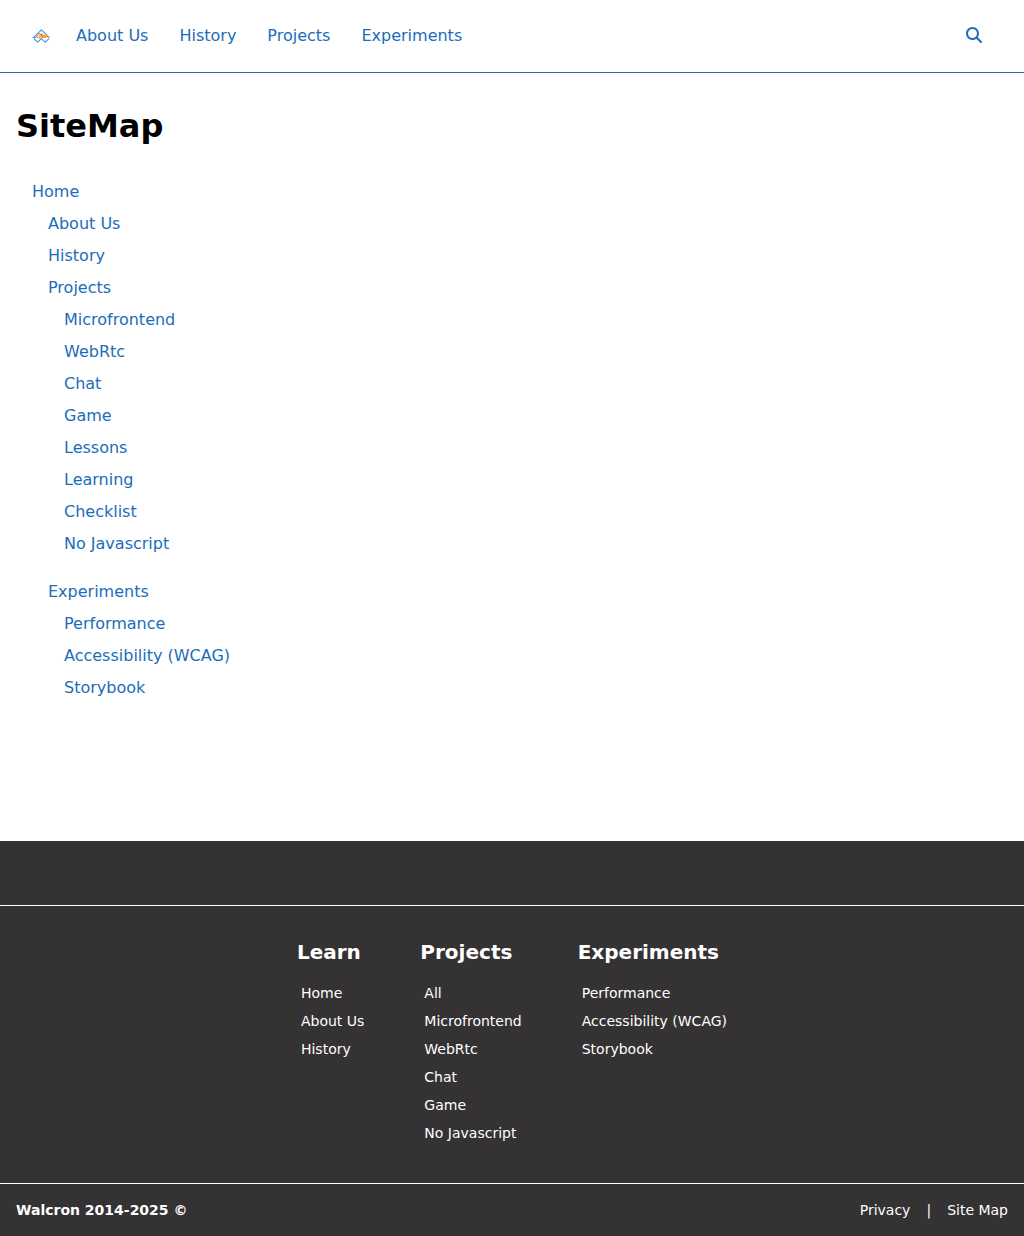 About Us History Projects Experiments
SiteMap
Home
About Us
History
Projects
Microfrontend
WebRtc
Chat
Game
Lessons
Learning
Checklist
No Javascript
Experiments
Performance
Accessibility (WCAG)
Storybook
Learn
Home
About Us
History
Projects
All
Microfrontend
WebRtc
Chat
Game
No Javascript
Experiments
Performance
Accessibility (WCAG)
Storybook
Walcron 2014-2025 ©
Privacy | Site Map